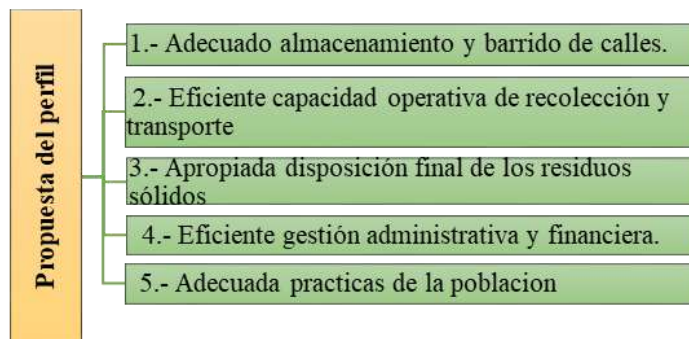 Propuesta del perfil
1.- Adecuado almacenamiento y barrido de calles.
2.- Eficiente capacidad operativa de recolección y
transporte
3.- Apropiada disposición final de los residuos
sólidos
4.- Eficiente gestión administrativa y financiera.
5.- Adecuada practicas de la poblacion